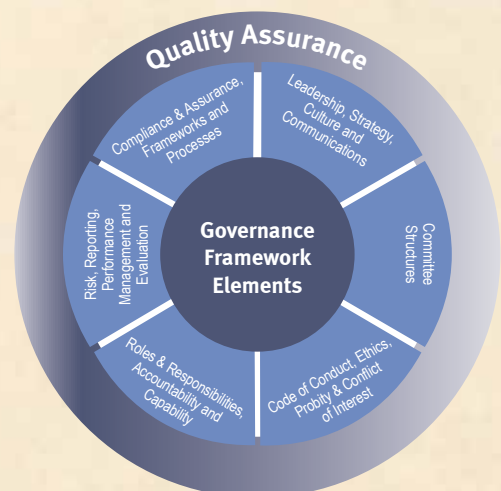 Quality Assurance
Compliance & Assurance,
Frameworks and
Processes
Leadership, Strategy,
Culture and
Communications
Committee
Structures
Code of Conduct, Ethics,
Probity & Conflict
of Interest
Roles & Responsibilities,
Accountability and
Capability
Risk, Reporting,
Performance
Management and
Evaluation
Governance
Framework
Elements